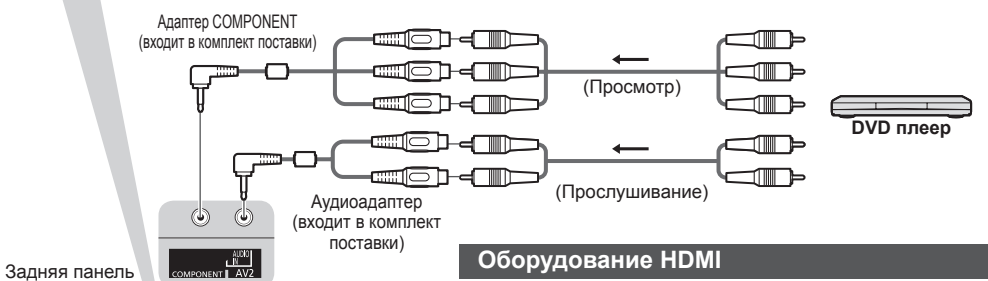 Адаптер COMPONENT
(входит в комплект поставки)
(Просмотр)
DVD плеер
(Прослушивание)
Аудиоадаптер
(входит в комплект
поставки)
AUDIO
IN
COMPONENT AV2
Задняя панель
Оборудование HDMI